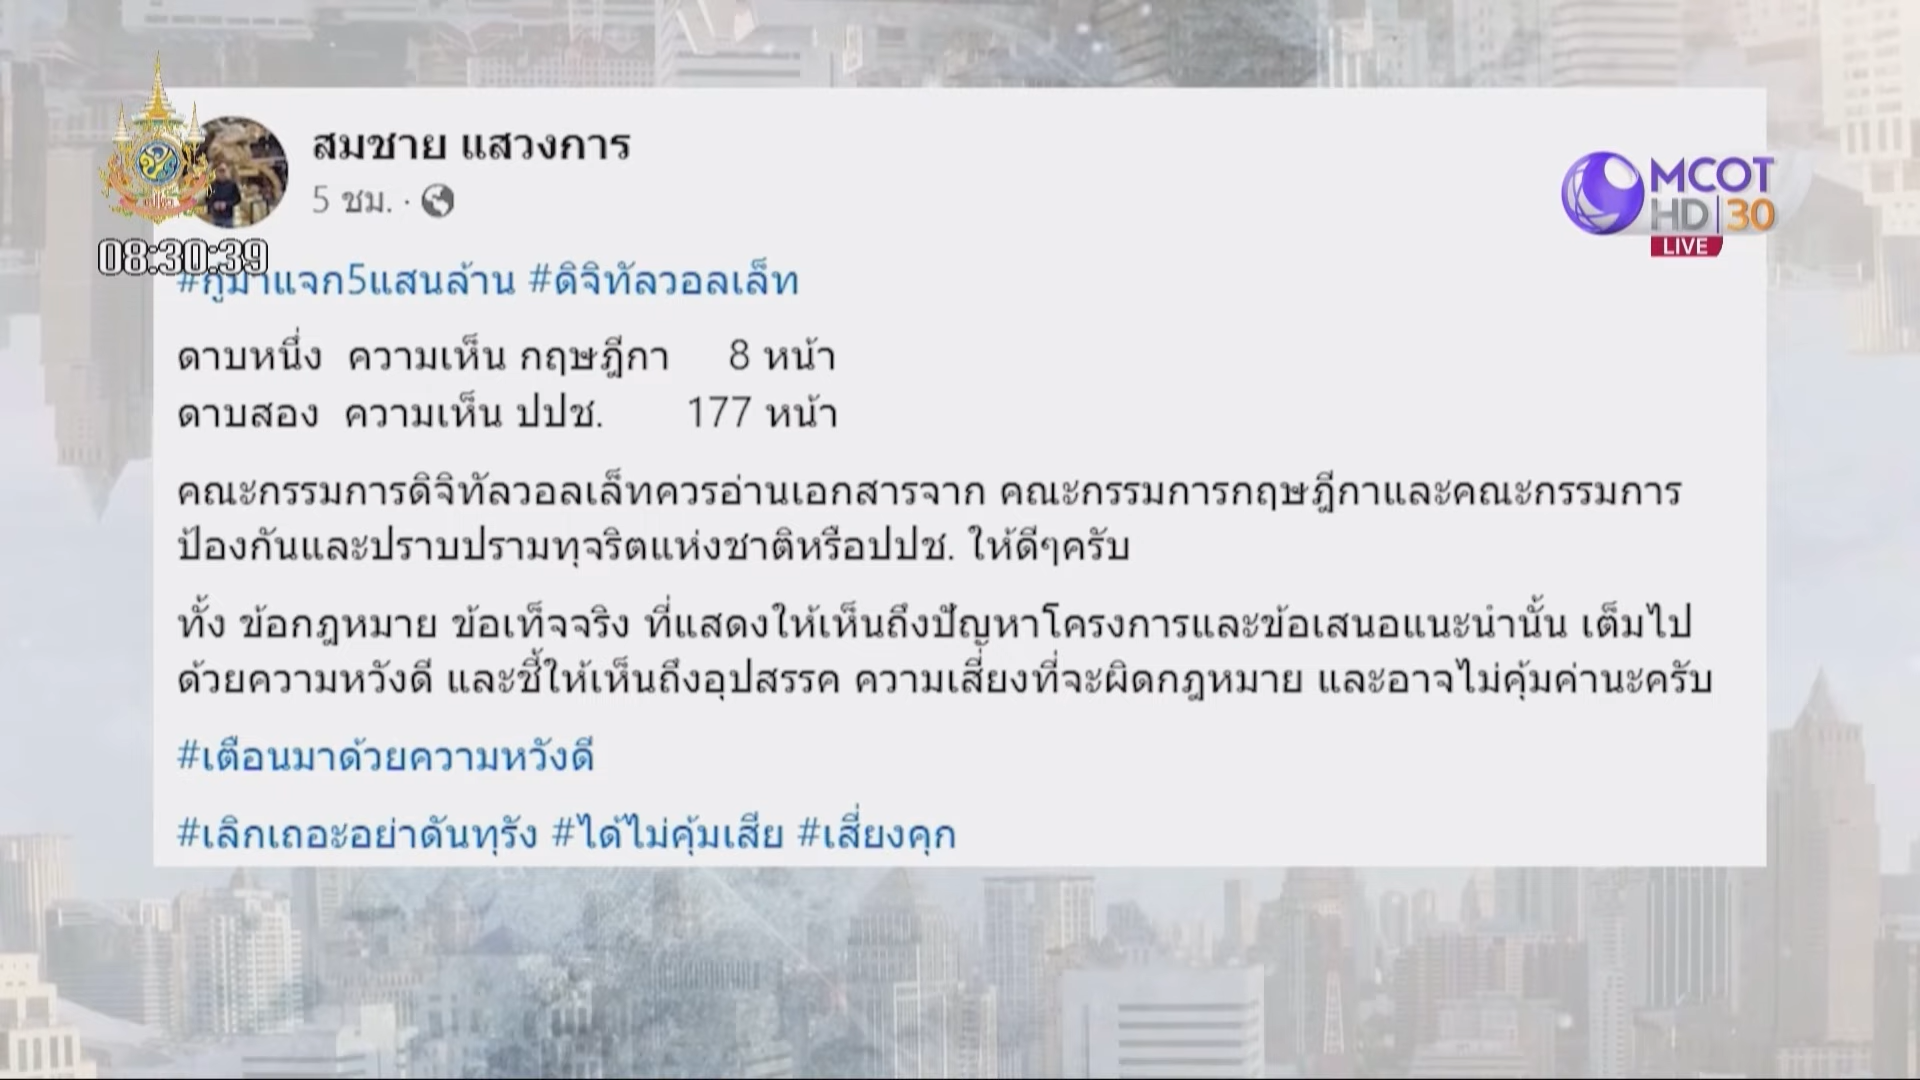 สมชาย แสวงการ
5 ชม. ·
08:30:39
MCOT
HD 30
LIVE
#กูมาแจก5แสนล้าน #ดิจิทัลวอลเล็ท
ดาบหนึ่ง ความเห็น กฤษฎีกา 8 หน้า
ดาบสอง ความเห็น ปปช. 177 หน้า
คณะกรรมการดิจิทัลวอลเล็ทควรอ่านเอกสารจาก คณะกรรมการกฤษฎีกาและคณะกรรมการ
ป้องกันและปราบปรามทุจริตแห่งชาติหรือปปช. ให้ดีๆครับ
ทั้ง ข้อกฎหมาย ข้อเท็จจริง ที่แสดงให้เห็นถึงปัญหาโครงการและข้อเสนอแนะนำนั้น เต็มไป
ด้วยความหวังดี และชี้ให้เห็นถึงอุปสรรค ความเสี่ยงที่จะผิดกฎหมาย และอาจไม่คุ้มค่านะครับ
#เตือนมาด้วยความหวังดี
#เลิกเถอะอย่าดันทุรัง #ได้ไม่คุ้มเสีย #เสี่ยงคุก